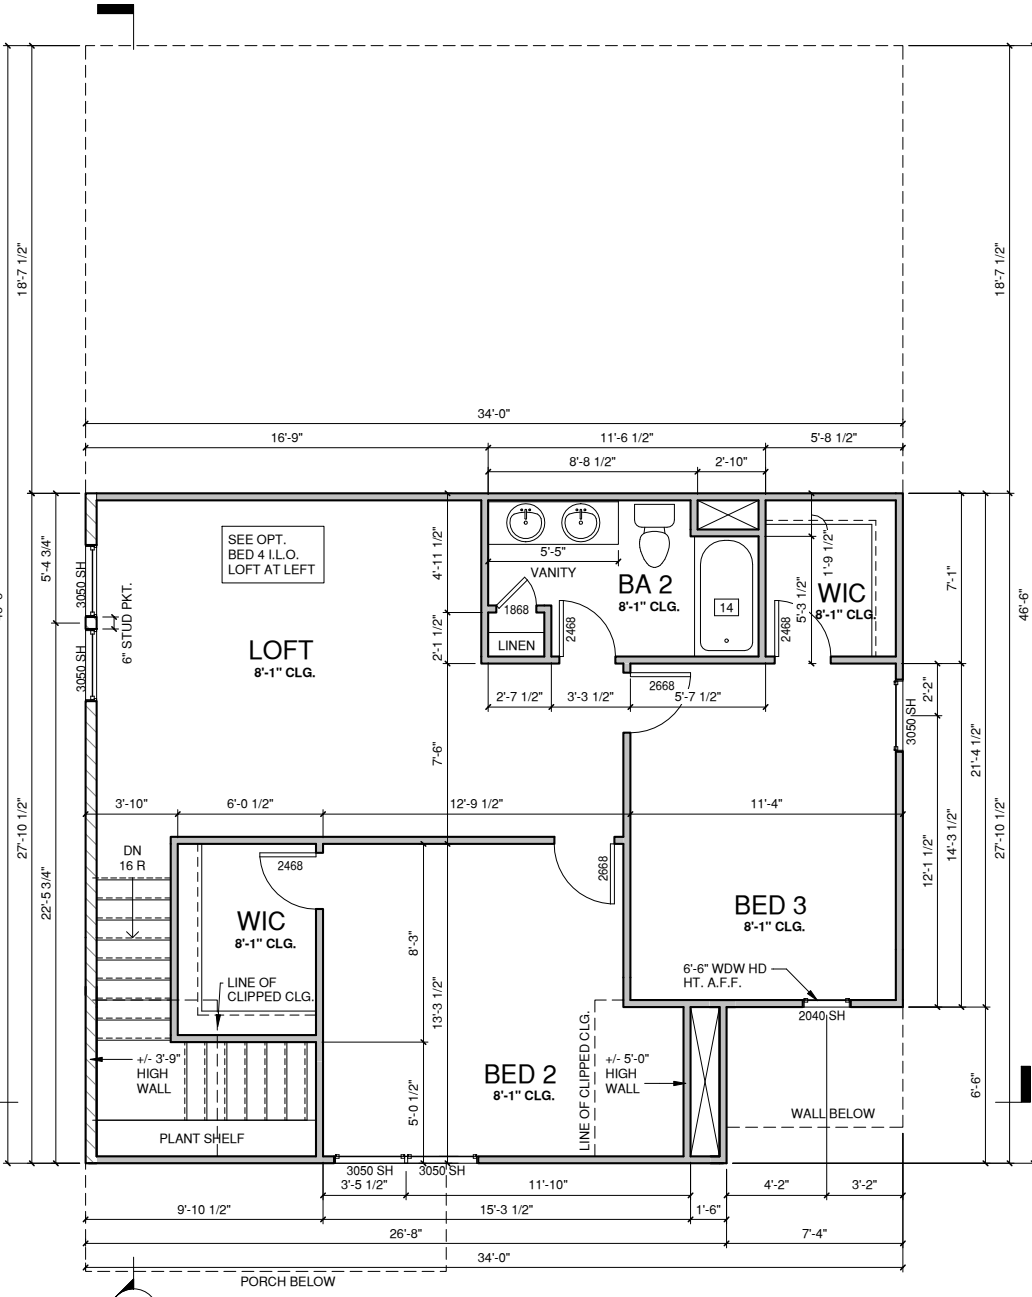 18'-7 1/2"
18'-7 1/2"
34'-0"
16'-9"
11'-6 1/2"
5'-8 1/2"
8'-8 1/2"
2'-10"
SEE OPT.
BED 4 I.L.O.
LOFT AT LEFT
5'-4 3/4"
3050 SH
6" STUD PKT.
3050 SH
4'-11 1/2"
2'-1 1/2"
5'-5"
VANITY
1868
LINEN
2468
BA 2
8'-1" CLG.
14
5'-3 1/2"
1'-9 1/2"
2468
WIC
8'-1" CLG.
7'-1"
46'-6"
LOFT
8'-1" CLG.
2'-7 1/2"
3'-3 1/2"
2668
5'-7 1/2"
3050 SH
2'-2"
21'-4 1/2"
7'-6"
3'-10"
6'-0 1/2"
12'-9 1/2"
11'-4"
27'-10 1/2"
22'-5 3/4"
DN
16 R
2468
2668
12'-1 1/2"
14'-3 1/2"
27'-10 1/2"
WIC
8'-1" CLG.
8'-3"
13'-3 1/2"
BED 3
8'-1" CLG.
LINE OF
CLIPPED CLG.
6'-6" WDW HD
HT. A.F.F.
2040 SH
+/- 3'-9"
HIGH
WALL
5'-0 1/2"
BED 2
8'-1" CLG.
LINE OF CLIPPED CLG.
+/- 5'-0"
HIGH
WALL
6'-6"
WALL BELOW
PLANT SHELF
3050 SH
3050 SH
3'-5 1/2"
11'-10"
4'-2"
3'-2"
9'-10 1/2"
15'-3 1/2"
1'-6"
26'-8"
7'-4"
34'-0"
PORCH BELOW